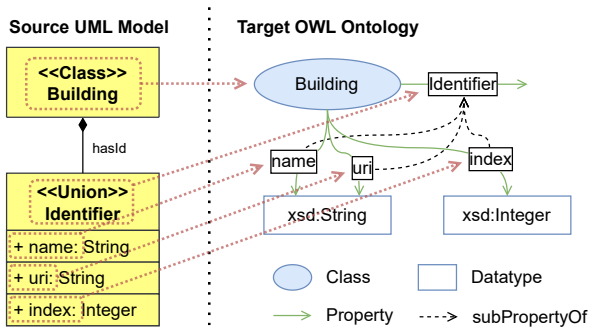 Source UML Model
Target OWL Ontology
<<Class>>
Building
Building
Identifier
hasId
name
uri
index
<<Union>>
Identifier
xsd:String
xsd:Integer
+ name: String
+ uri: String
+ index: Integer
Class
Datatype
Property
subPropertyOf